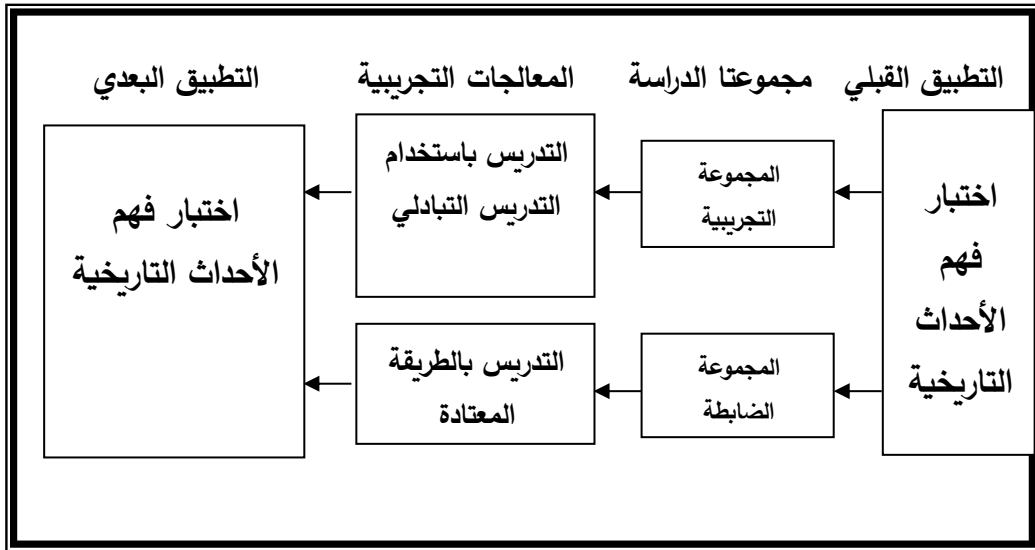 التطبيق القبلي
مجموعتا الدراسة
المعالجات التجريبية
التطبيق البعدي
اختبار
فهم
الأحداث
التاريخية
المجموعة
التجريبية
التدريس باستخدام
التدريس التبادلي
اختبار فهم
الأحداث التاريخية
المجموعة
الضابطة
التدريس بالطريقة
المعتادة